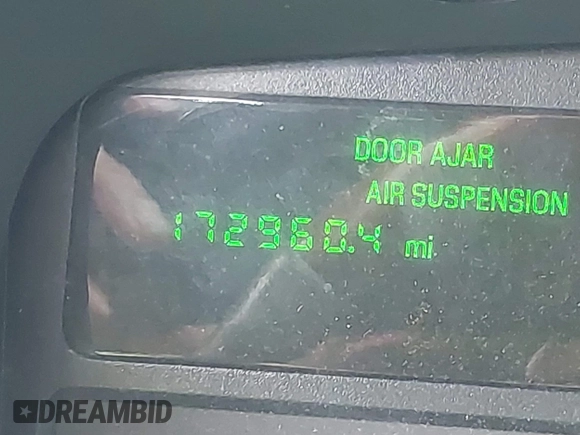 DOOR AJAR
AIR SUSPENSION
172960.4 mi
DREAMBID